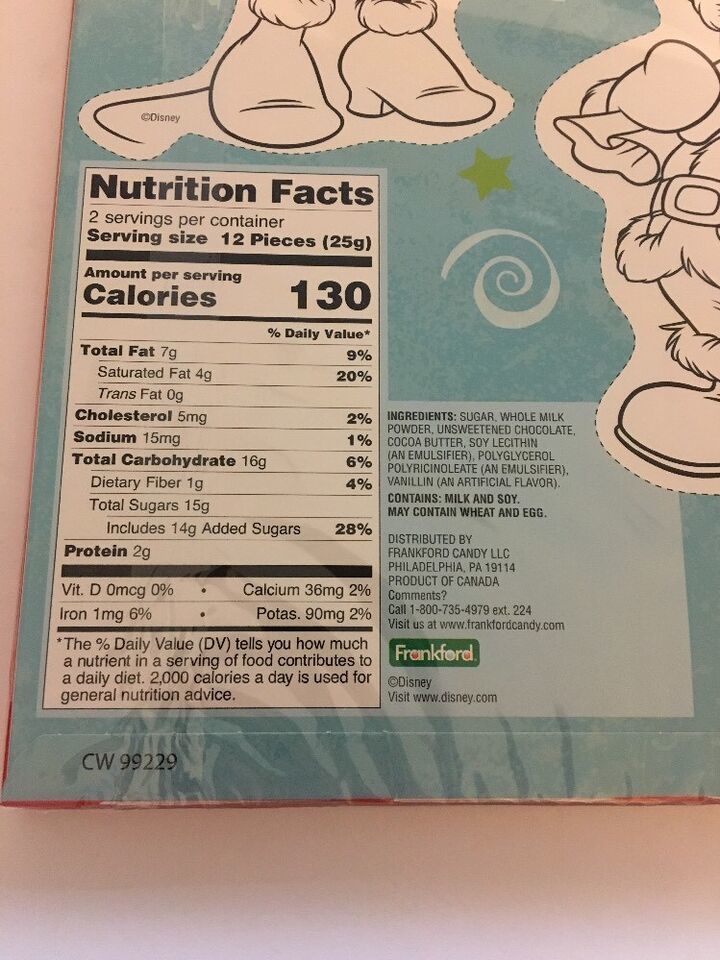 ©Disney
Nutrition Facts
2 servings per container
Serving size 12 Pieces (25g)
Amount per serving
Calories 130
% Daily Value*
Total Fat 7g 9%
Saturated Fat 4g 20%
Trans Fat 0g
Cholesterol 5mg 2%
Sodium 15mg 1%
Total Carbohydrate 16g 6%
Dietary Fiber 1g 4%
Total Sugars 15g
Includes 14g Added Sugars 28%
Protein 2g
Vit. D 0mcg 0% • Calcium 36mg 2%
Iron 1mg 6% • Potas. 90mg 2%
*The % Daily Value (DV) tells you how much
a nutrient in a serving of food contributes to
a daily diet. 2,000 calories a day is used for
general nutrition advice.
INGREDIENTS: SUGAR, WHOLE MILK
POWDER, UNSWEETENED CHOCOLATE,
COCOA BUTTER, SOY LECITHIN
(AN EMULSIFIER), POLYGLYCEROL
POLYRICINOLEATE (AN EMULSIFIER),
VANILLIN (AN ARTIFICIAL FLAVOR).
CONTAINS: MILK AND SOY.
MAY CONTAIN WHEAT AND EGG.
DISTRIBUTED BY
FRANKFORD CANDY LLC
PHILADELPHIA, PA 19114
PRODUCT OF CANADA
Comments?
Call 1-800-735-4979 ext. 224
Visit us at www.frankfordcandy.com
Frankford
©Disney
Visit www.disney.com
CW 99229